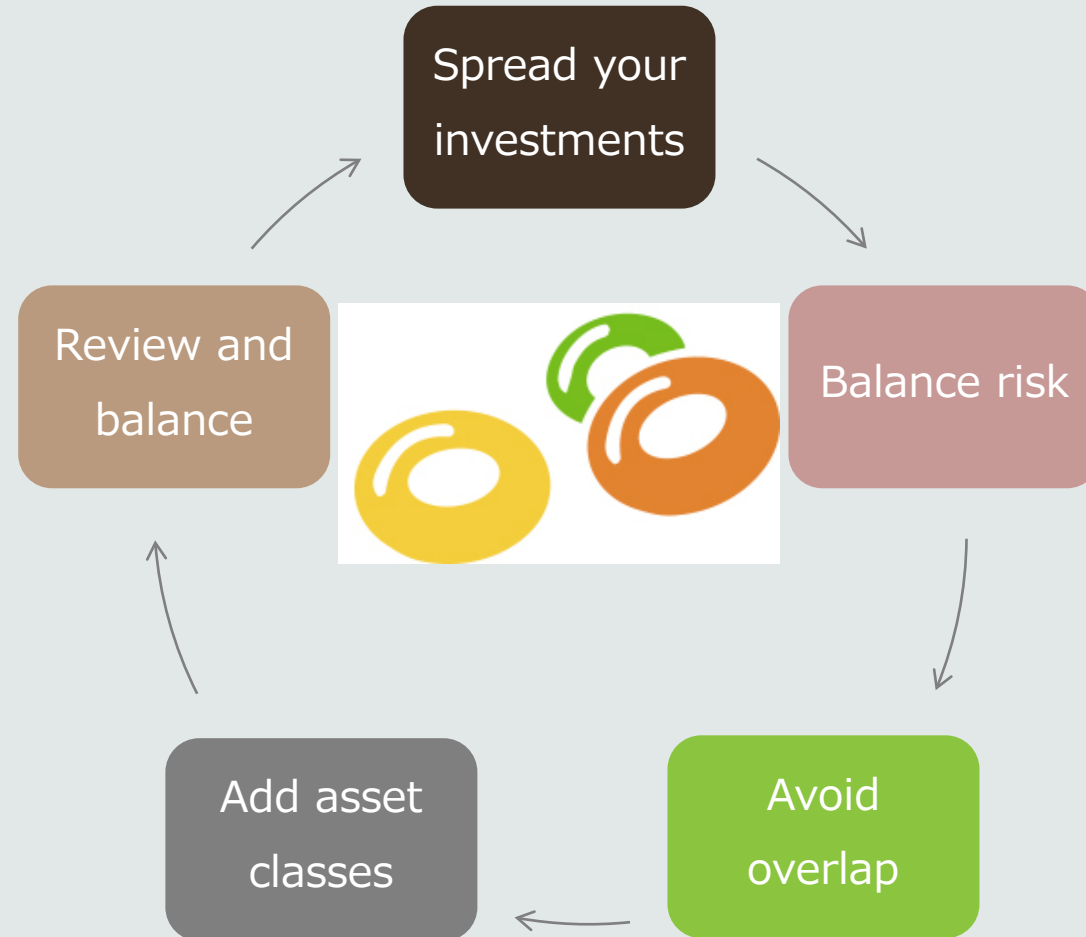 Spread your
investments
Balance risk
Avoid
overlap
Add asset
classes
Review and
balance